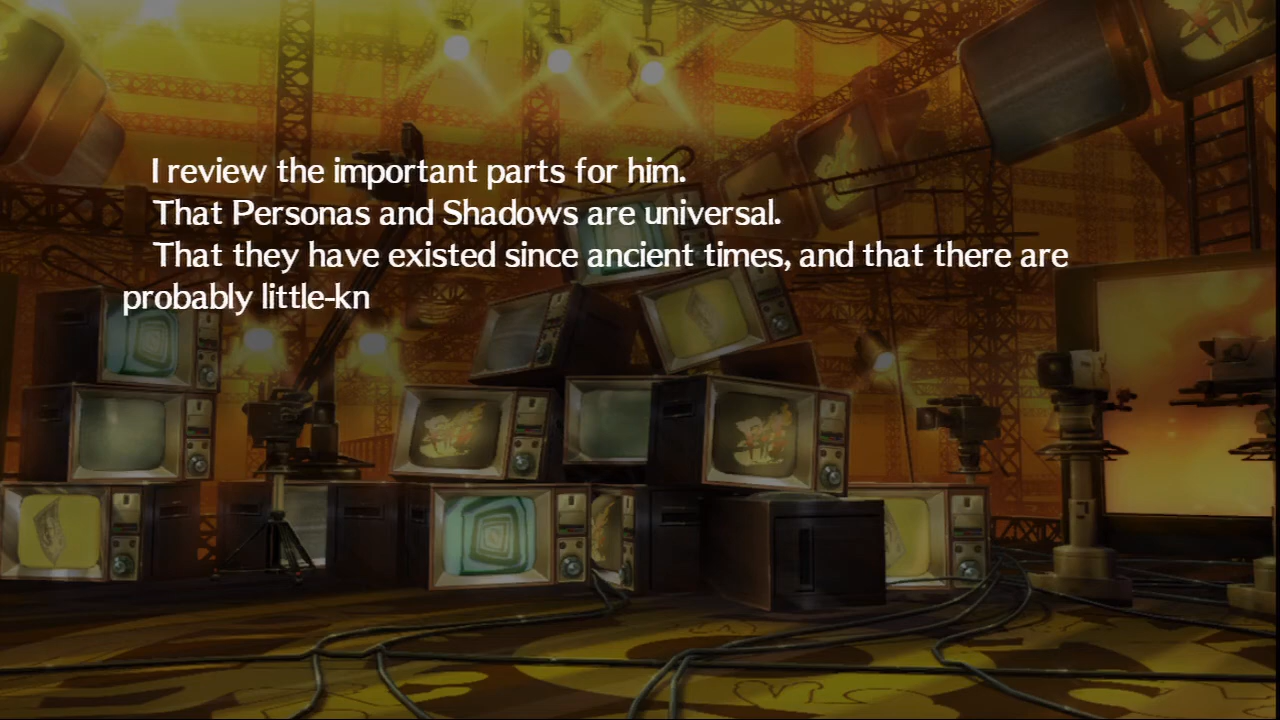 I review the important parts for him.
That Personas and Shadows are universal.
That they have existed since ancient times, and that there are
probably little-kn